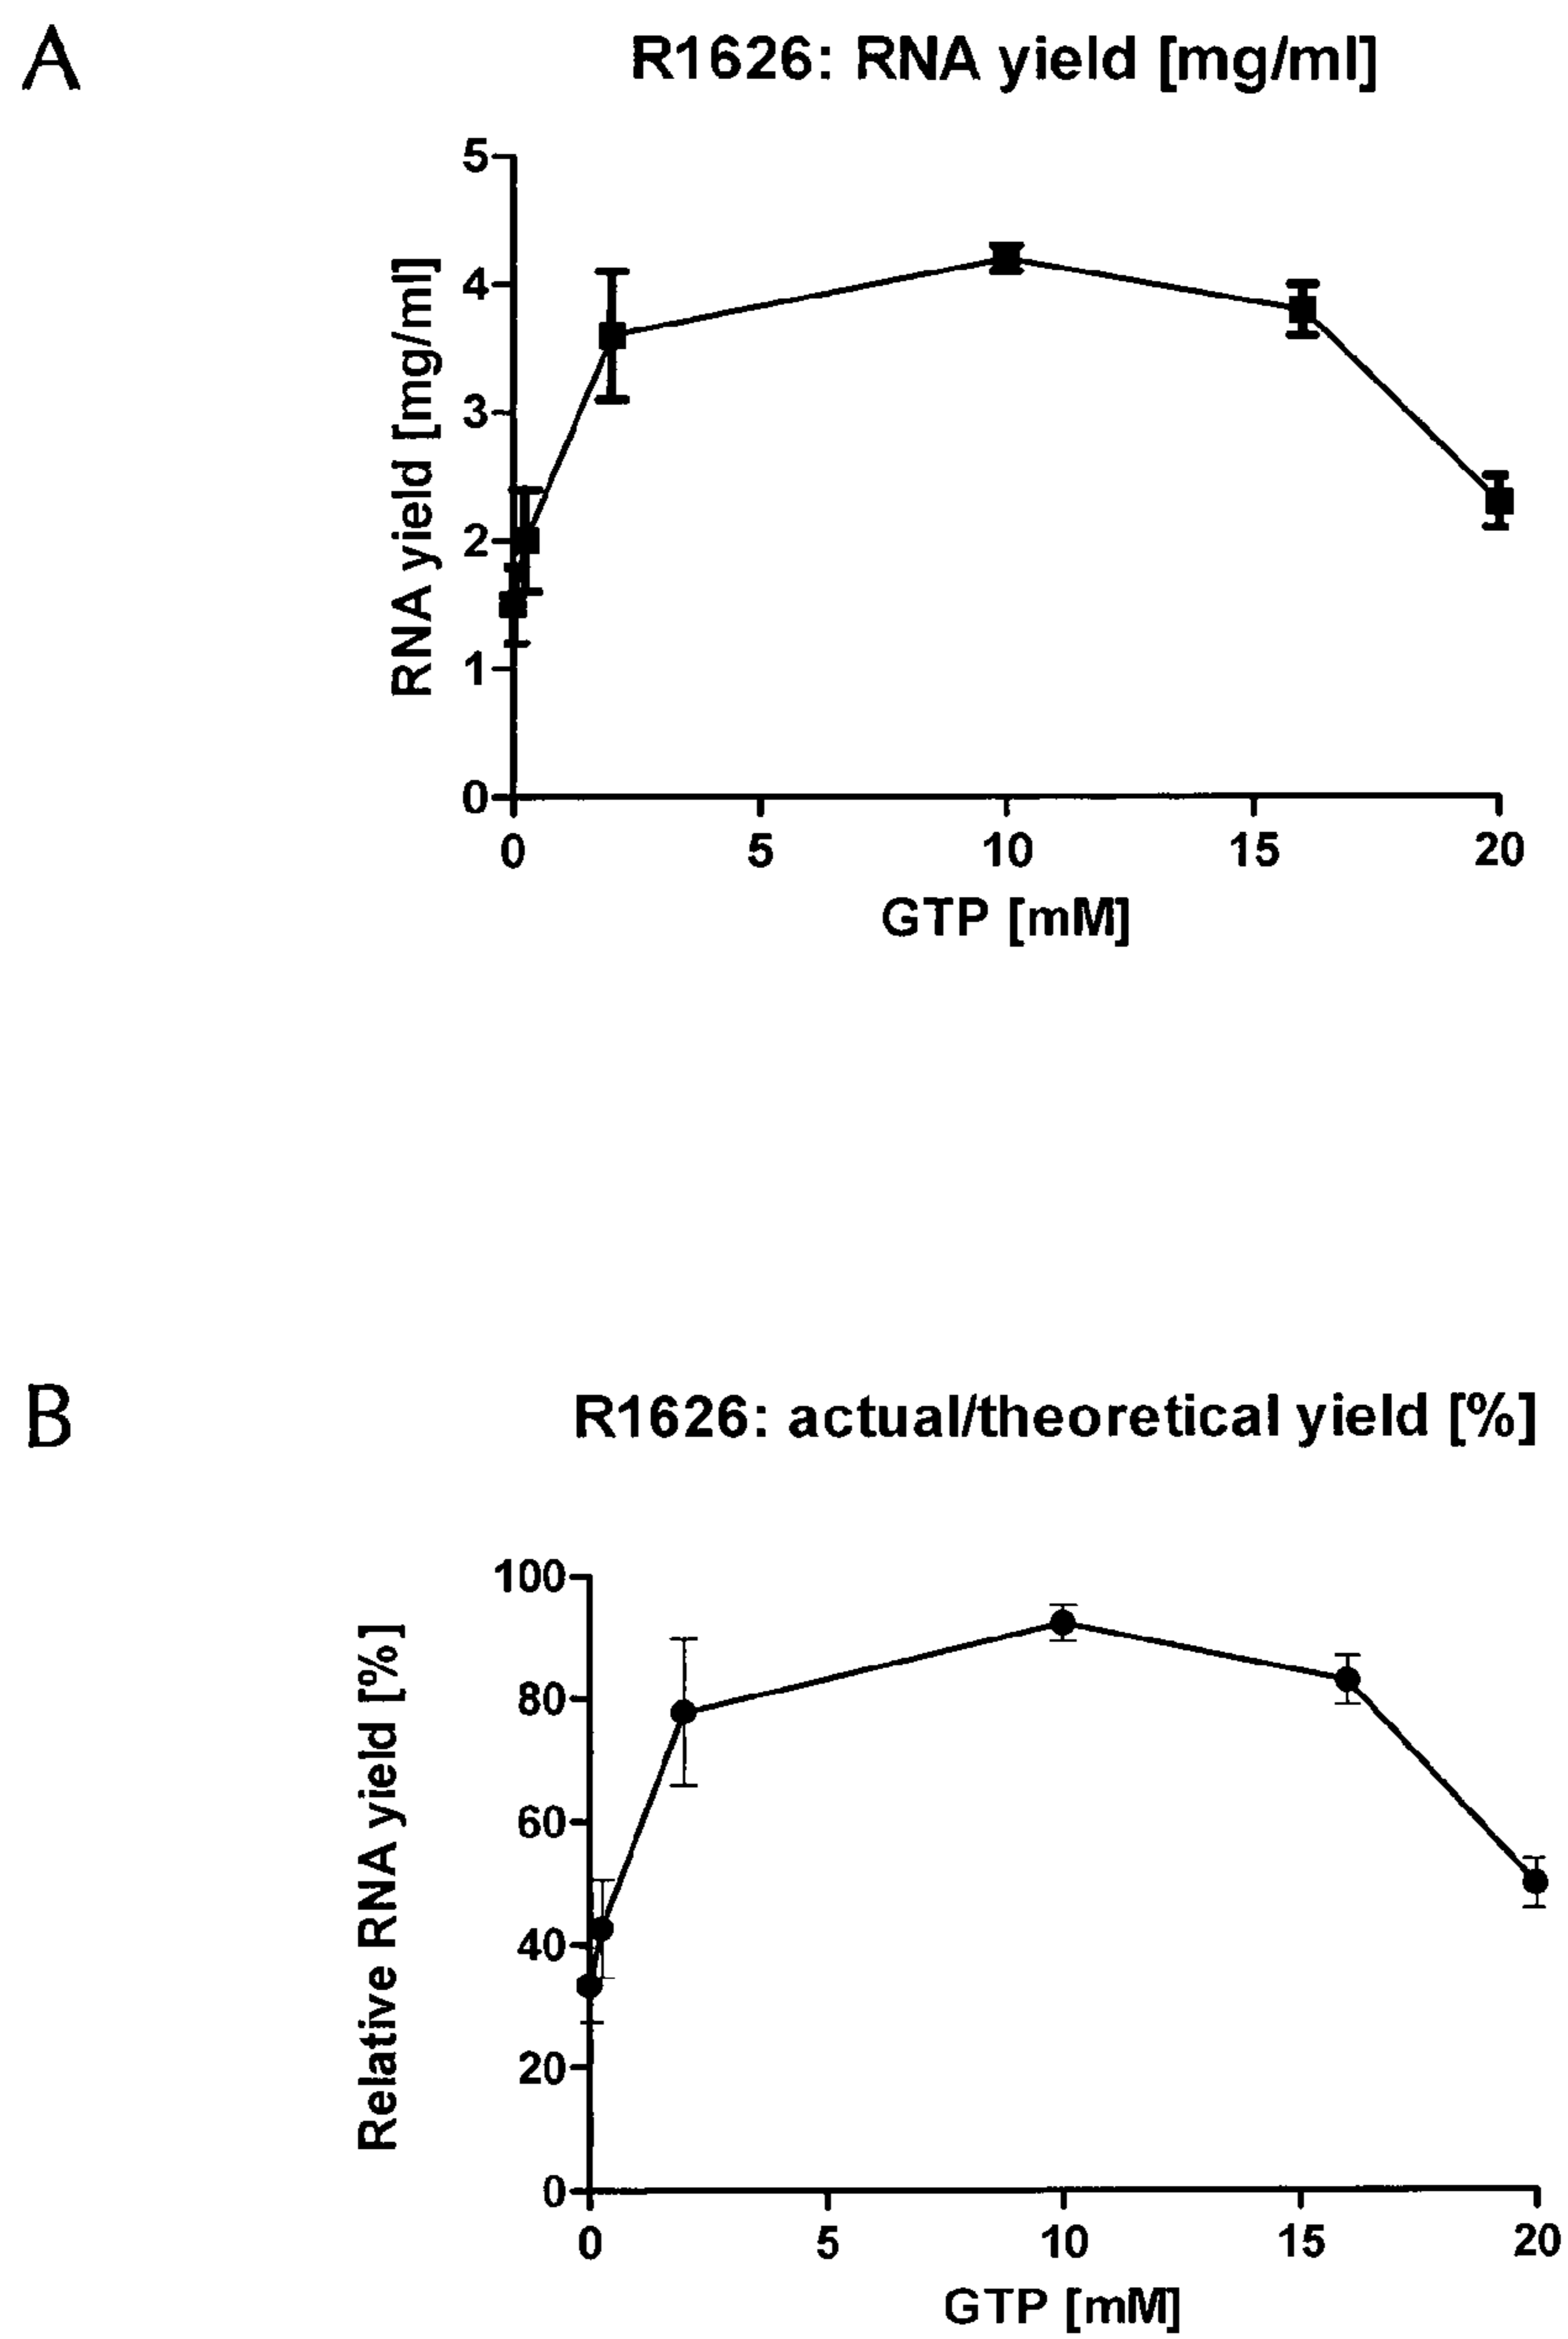 A
R1626: RNA yield [mg/ml]
RNA yield [mg/ml]
5
4
3
2
1
0
0 5 10 15 20
GTP [mM]
B
R1626: actual/theoretical yield [%]
Relative RNA yield [%]
100
80
60
40
20
0
0 5 10 15 20
GTP [mM]